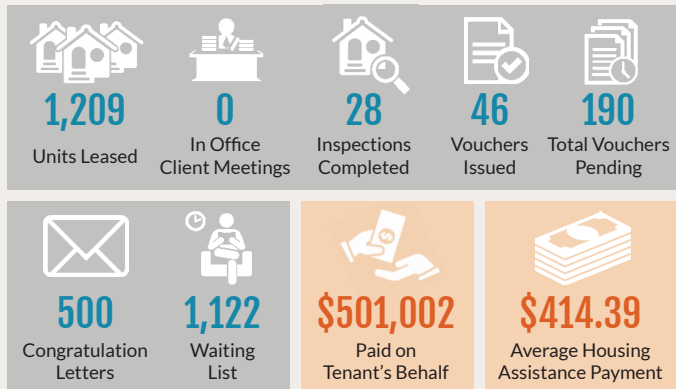 1,209
Units Leased
0
In Office
Client Meetings
28
Inspections
Completed
46
Vouchers
Issued
190
Total Vouchers
Pending
500
Congratulation
Letters
1,122
Waiting
List
$501,002
Paid on
Tenant's Behalf
$414.39
Average Housing
Assistance Payment